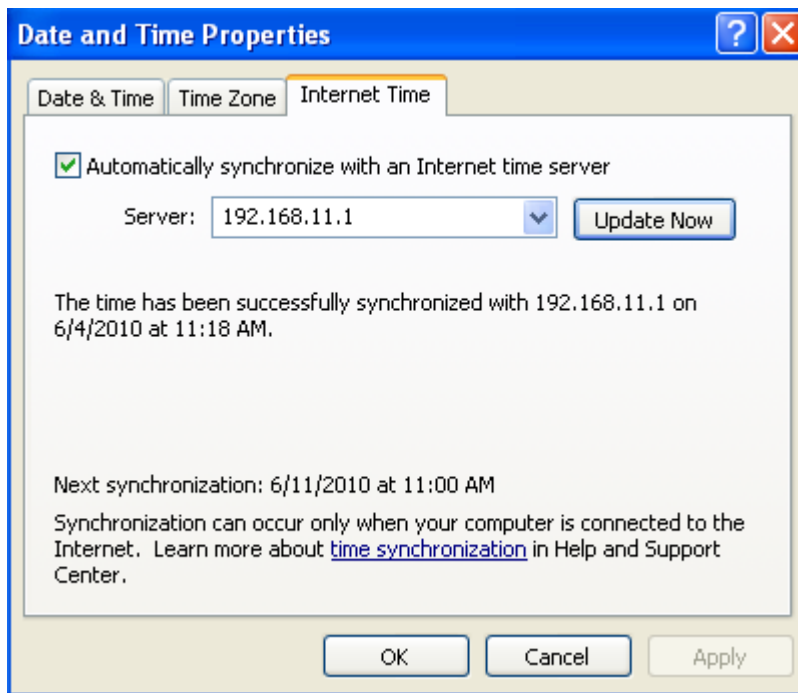 Date and Time Properties
Date & Time Time Zone Internet Time
Automatically synchronize with an Internet time server
Server: 192.168.11.1 Update Now
The time has been successfully synchronized with 192.168.11.1 on
6/4/2010 at 11:18 AM.
Next synchronization: 6/11/2010 at 11:00 AM
Synchronization can occur only when your computer is connected to the
Internet. Learn more about time synchronization in Help and Support
Center.
OK Cancel Apply